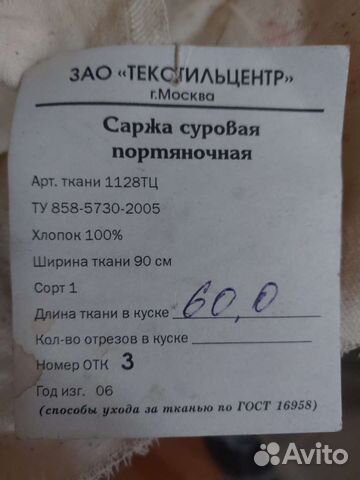 ЗАО «ТЕКСТИЛЬЦЕНТР»
г.Москва
Саржа суровая
портяночная
Арт. ткани 1128ТЦ
ТУ 858-5730-2005
Хлопок 100%
Ширина ткани 90 см
Сорт 1
Длина ткани в куске 60,0
Кол-во отрезов в куске
Номер ОТК 3
Год изг. 06
(способы ухода за тканью по ГОСТ 16958)
Avito